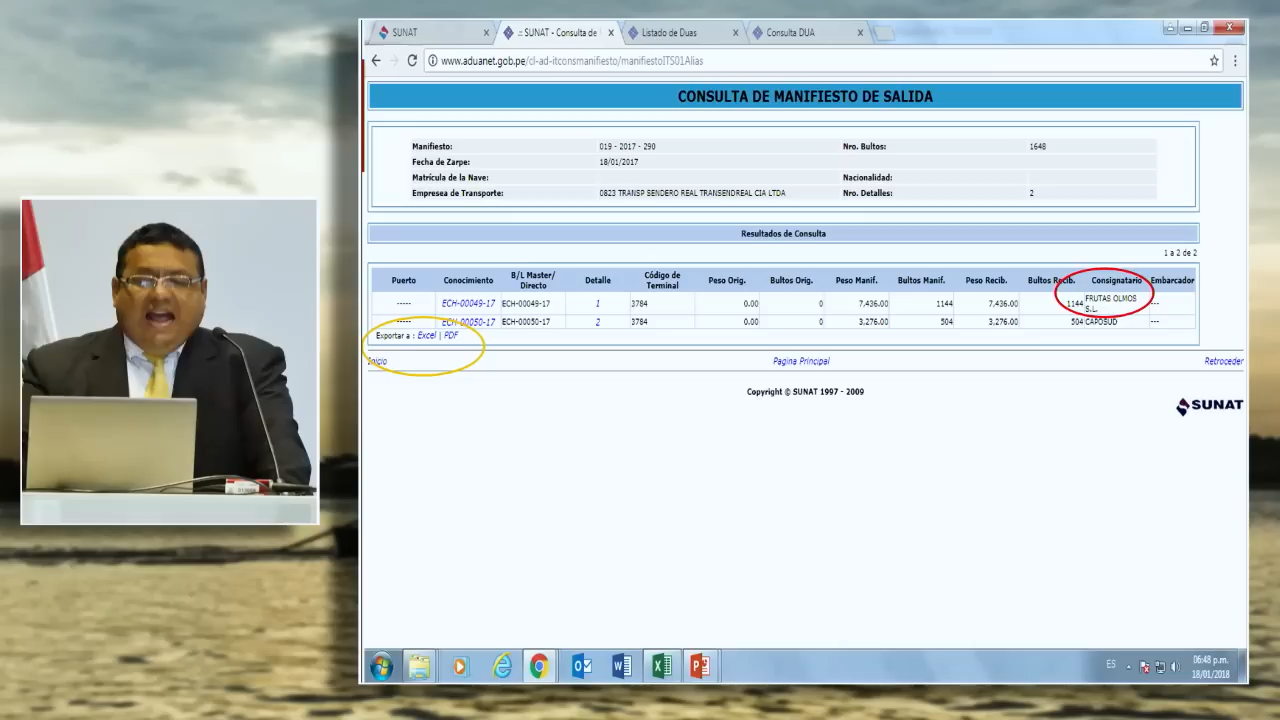 SUNAT
.: SUNAT - Consulta de
Listado de Duas
Consulta DUA
www.aduanet.gob.pe/cl-ad-itconsmanifiesto/manifiestoITS01Alias
CONSULTA DE MANIFIESTO DE SALIDA
Manifiesto: 019 - 2017 - 290 Nro. Bultos: 1648
Fecha de Zarpe: 18/01/2017
Matrícula de la Nave: Nacionalidad:
Empresea de Transporte: 0823 TRANSP SENDERO REAL TRANSENDREAL CIA LTDA Nro. Detalles: 2
Resultados de Consulta
1 a 2 de 2
Puerto Conocimiento B/L Master/ Directo Detalle Código de Terminal Peso Orig. Bultos Orig. Peso Manif. Bultos Manif. Peso Recib. Bultos Recib. Consignatario Embarcador
----- ECH-00049-17 ECH-00049-17 1 3784 0.00 0 7,436.00 1144 7,436.00 1144 FRUTAS OLMOS S.L. ---
----- ECH-00050-17 ECH-00050-17 2 3784 0.00 0 3,276.00 504 3,276.00 504 CAPOSUD ---
Exportar a : Excel | PDF
Inicio Pagina Principal Retroceder
Copyright © SUNAT 1997 - 2009
SUNAT
ES 06:48 p.m.
18/01/2018